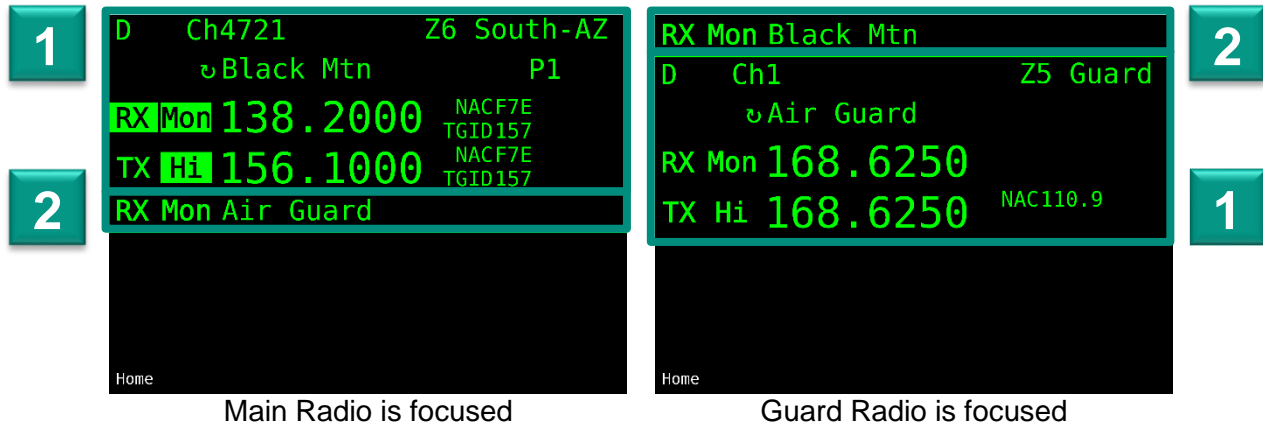 1
D Ch4721 Z6 South-AZ
↻Black Mtn P1
RX Mon 138.2000 NACF7E TGID157
TX Hi 156.1000 NACF7E TGID157
2
RX Mon Air Guard
Home
Main Radio is focused
RX Mon Black Mtn
2
D Ch1 Z5 Guard
↻Air Guard
RX Mon 168.6250
TX Hi 168.6250 NAC110.9
1
Home
Guard Radio is focused